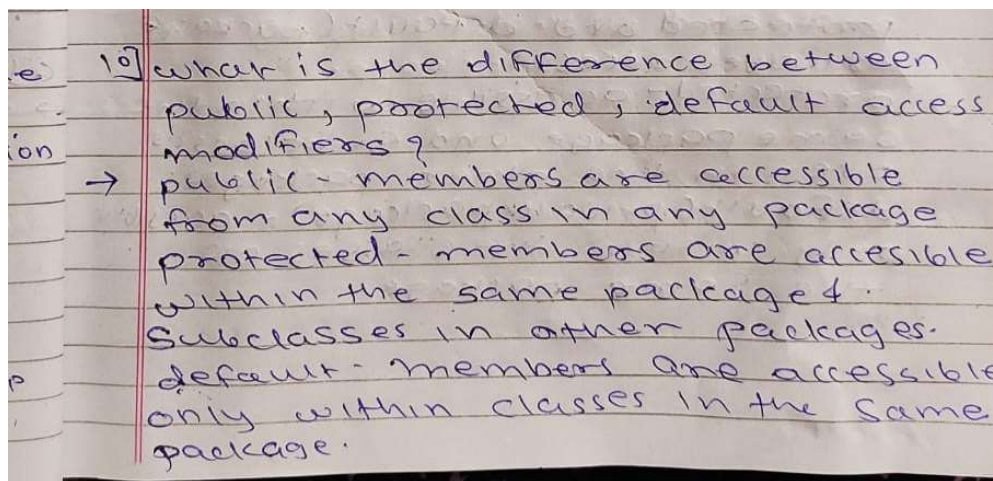 e 10] what is the difference between
public, protected, default access
ion modifiers?
→ public - members are accessible
from any class in any package
protected - members are accesible
within the same package &
subclasses in other packages.
default - members are accessible
only within classes in the same
package.